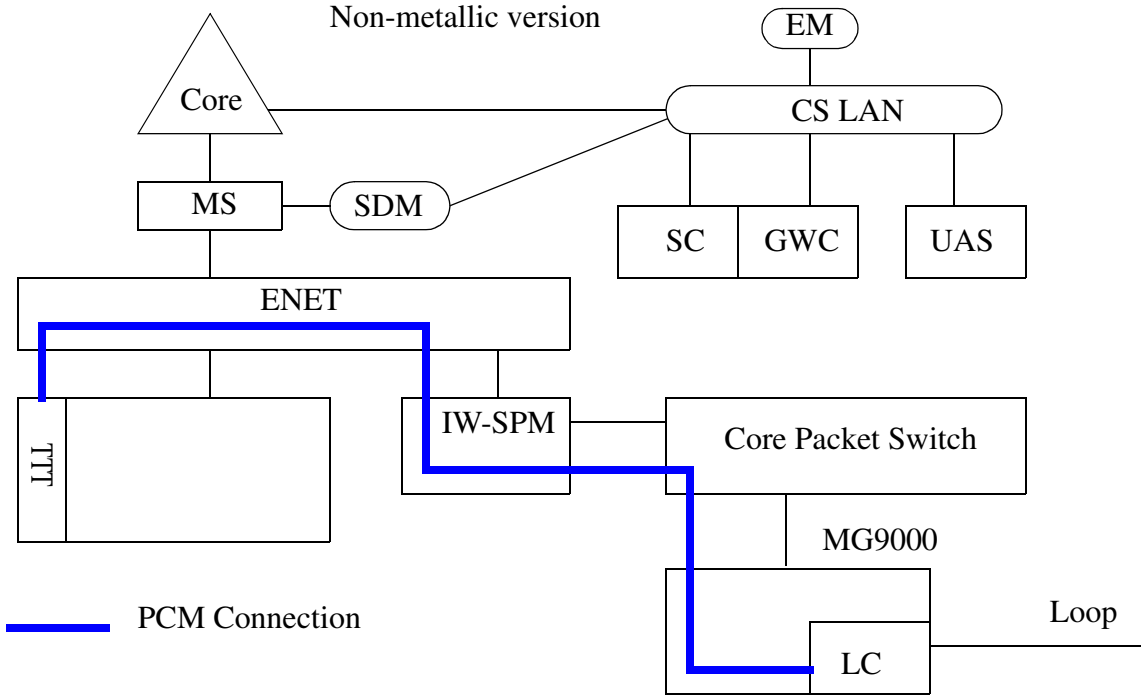 Non-metallic version
EM
Core
CS LAN
MS
SDM
SC
GWC
UAS
ENET
IW-SPM
Core Packet Switch
TTT
MG9000
PCM Connection
Loop
LC